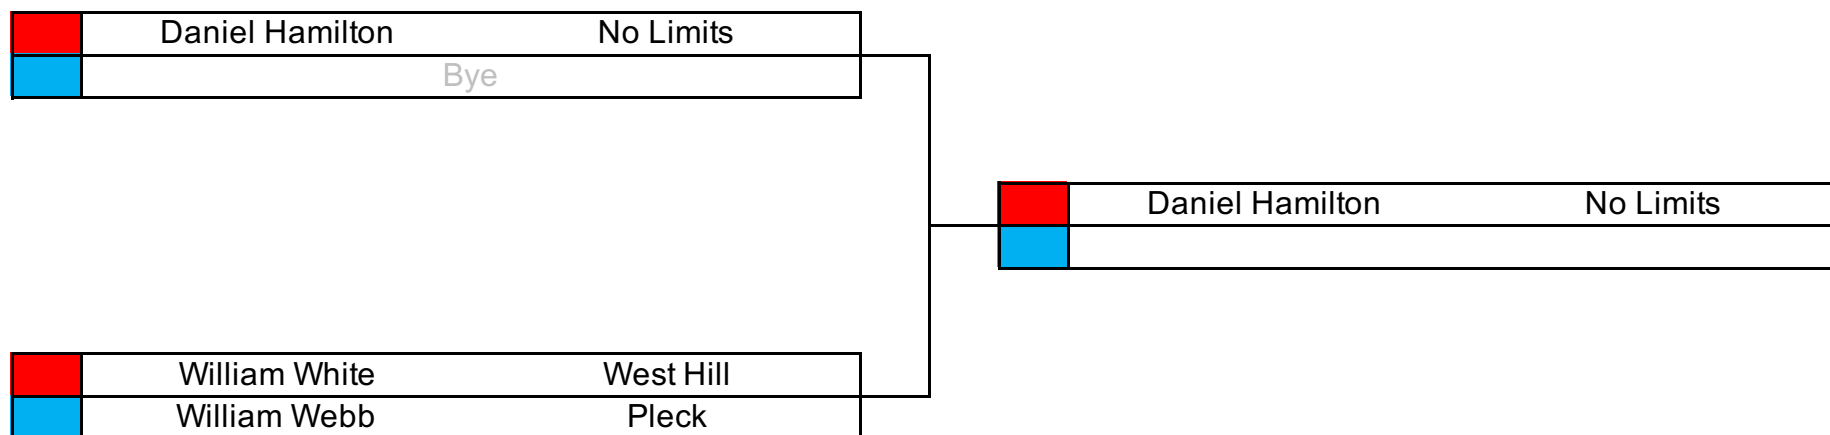 Daniel Hamilton No Limits
Bye
Daniel Hamilton No Limits
William White West Hill
William Webb Pleck